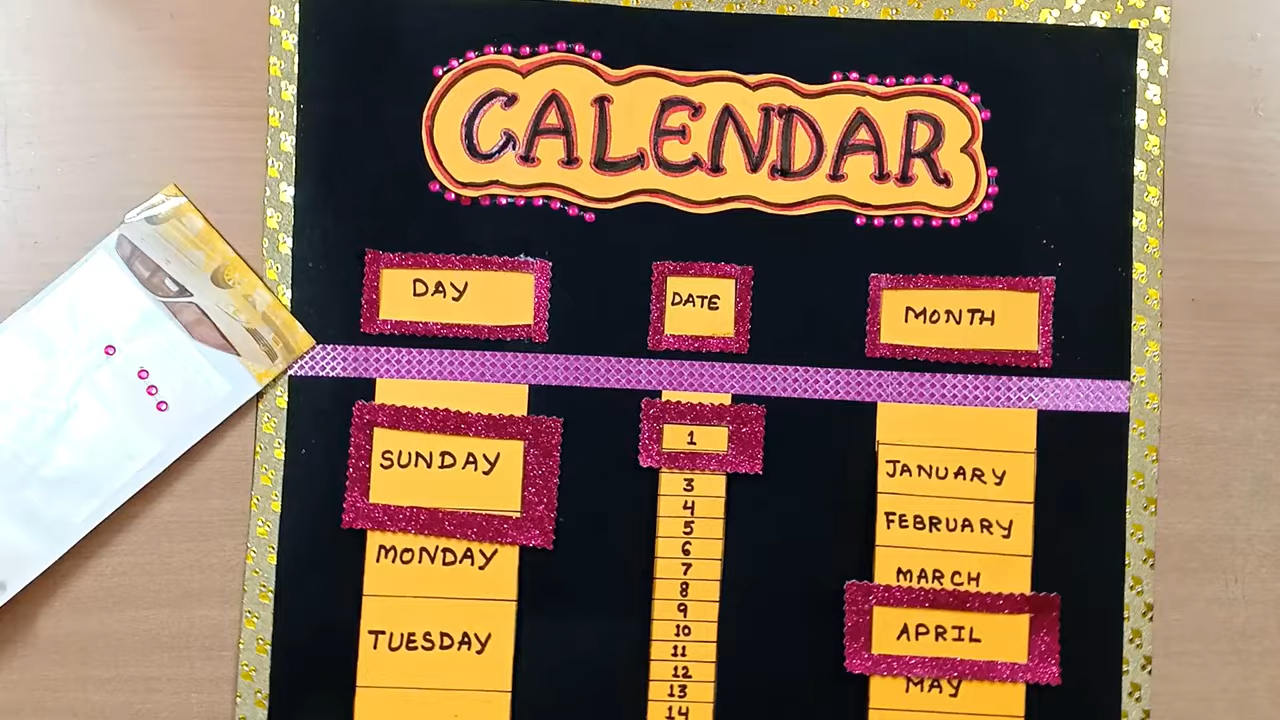 CALENDAR
DAY
DATE
MONTH
SUNDAY
MONDAY
TUESDAY
1
3
4
5
6
7
8
9
10
11
12
13
14
JANUARY
FEBRUARY
MARCH
APRIL
MAY